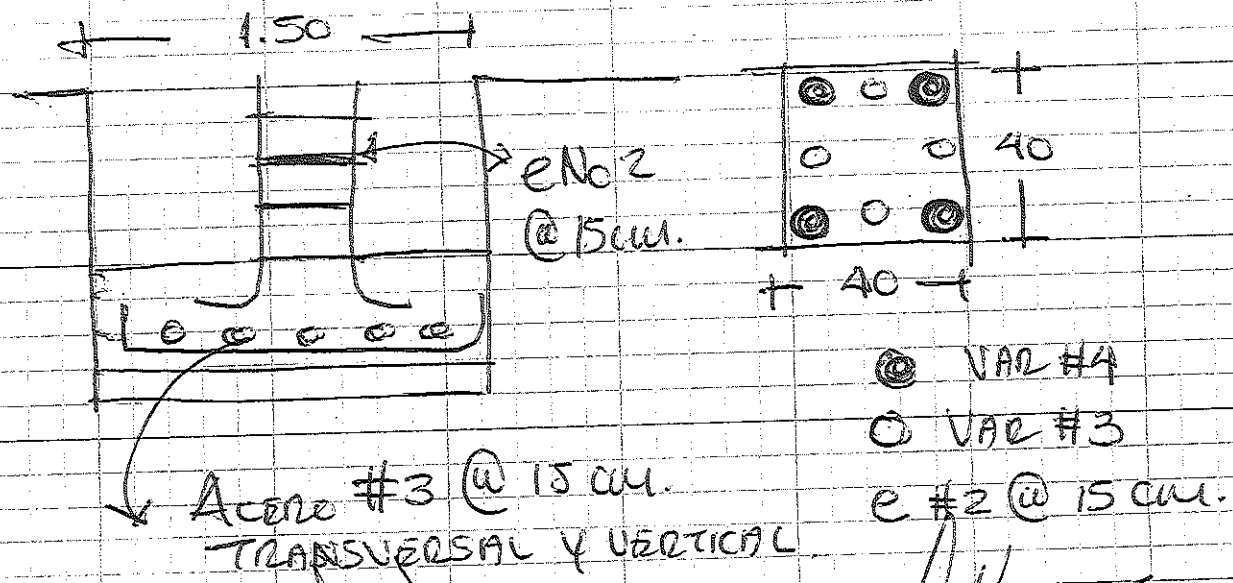 1.50
eNo2
@ 15cm.
40
40
VAR #4
VAR #3
e #2 @ 15 cm.
ACERO #3 @ 15 cm.
TRANSVERSAL Y VERTICAL.